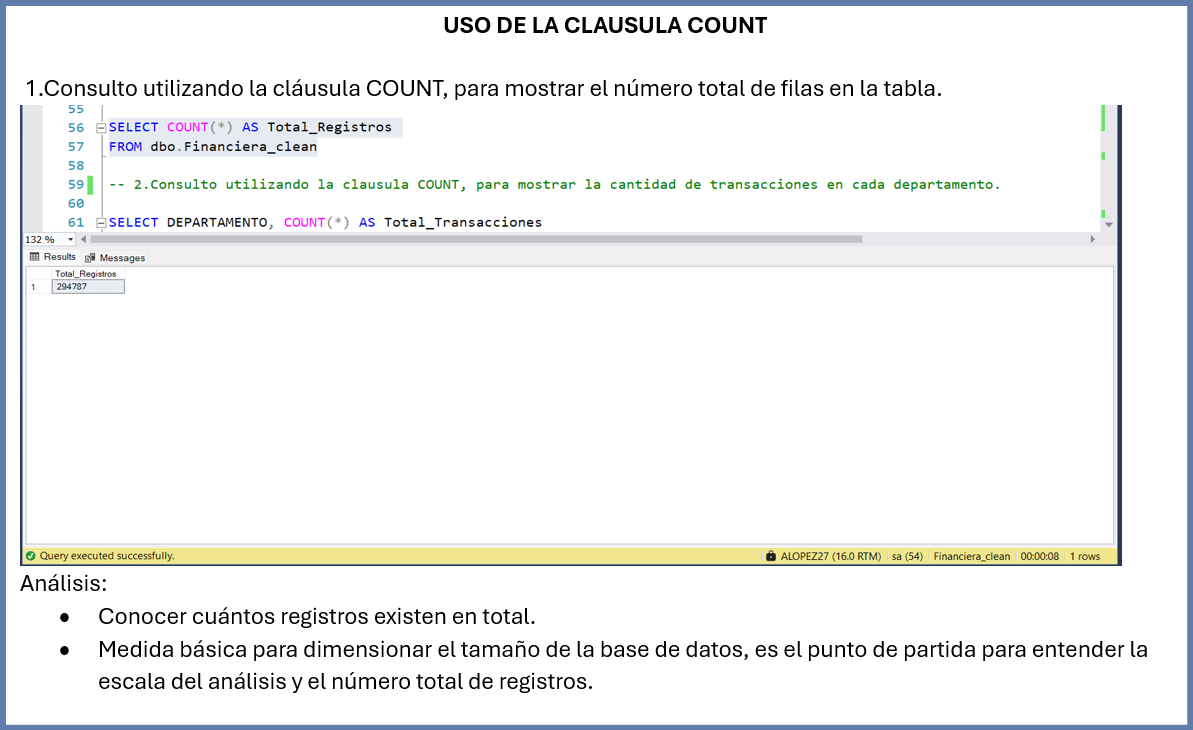 USO DE LA CLAUSULA COUNT
1.Consulto utilizando la cláusula COUNT, para mostrar el número total de filas en la tabla.
55
56 SELECT COUNT(*) AS Total_Registros
57 FROM dbo.Financiera_clean
58
59 -- 2.Consulto utilizando la clausula COUNT, para mostrar la cantidad de transacciones en cada departamento.
60
61 SELECT DEPARTAMENTO, COUNT(*) AS Total_Transacciones
132 %
Results Messages
Total_Registros
1 294787
Query executed successfully. ALOPEZ27 (16.0 RTM) sa (54) Financiera_clean 00:00:08 1 rows
Análisis:
• Conocer cuántos registros existen en total.
• Medida básica para dimensionar el tamaño de la base de datos, es el punto de partida para entender la
escala del análisis y el número total de registros.